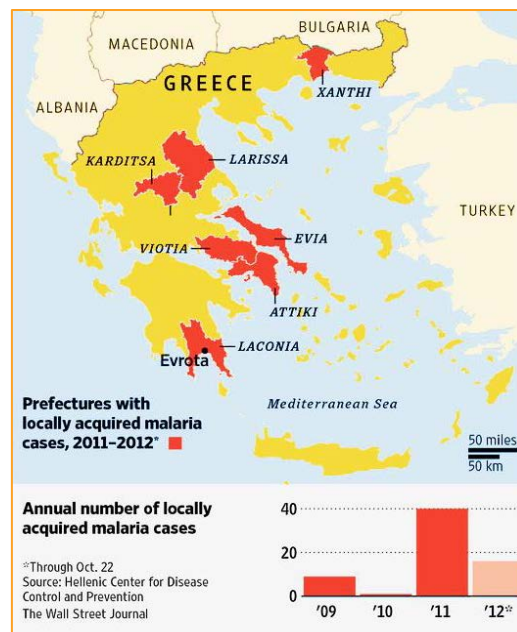 BULGARIA
MACEDONIA
GREECE
XANTHI
ALBANIA
KARDITSA
LARISSA
TURKEY
VIOTIA
EVIA
ATTIKI
LACONIA
Evrota
Mediterranean Sea
Prefectures with
locally acquired malaria
cases, 2011–2012*
50 miles
50 km
Annual number of locally
acquired malaria cases
*Through Oct. 22
Source: Hellenic Center for Disease
Control and Prevention
The Wall Street Journal
40
20
0
'09 '10 '11 '12*